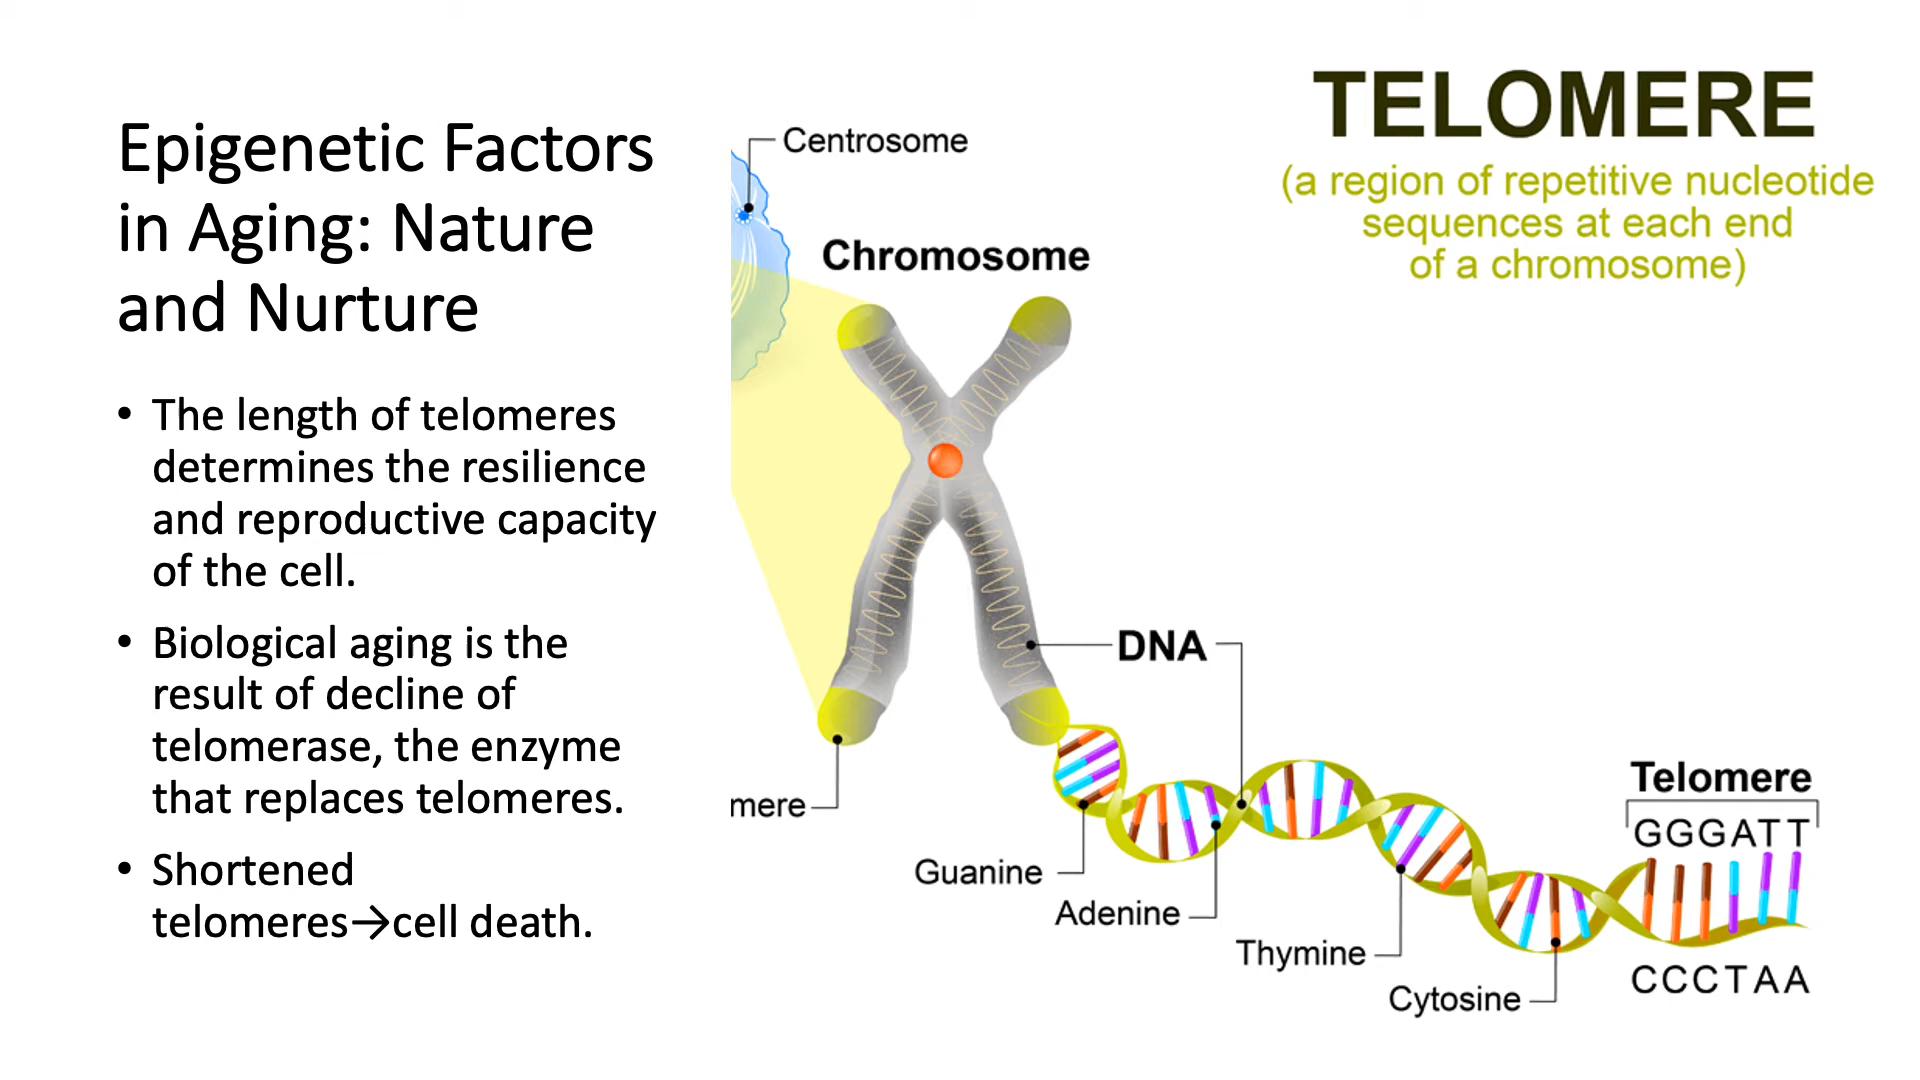 Epigenetic Factors
in Aging: Nature
and Nurture
• The length of telomeres
determines the resilience
and reproductive capacity
of the cell.
• Biological aging is the
result of decline of
telomerase, the enzyme
that replaces telomeres.
• Shortened
telomeres→cell death.
TELOMERE
(a region of repetitive nucleotide
sequences at each end
of a chromosome)
Centrosome
Chromosome
DNA
mere
Guanine
Adenine
Thymine
Cytosine
Telomere
GGGATT
CCCTAA